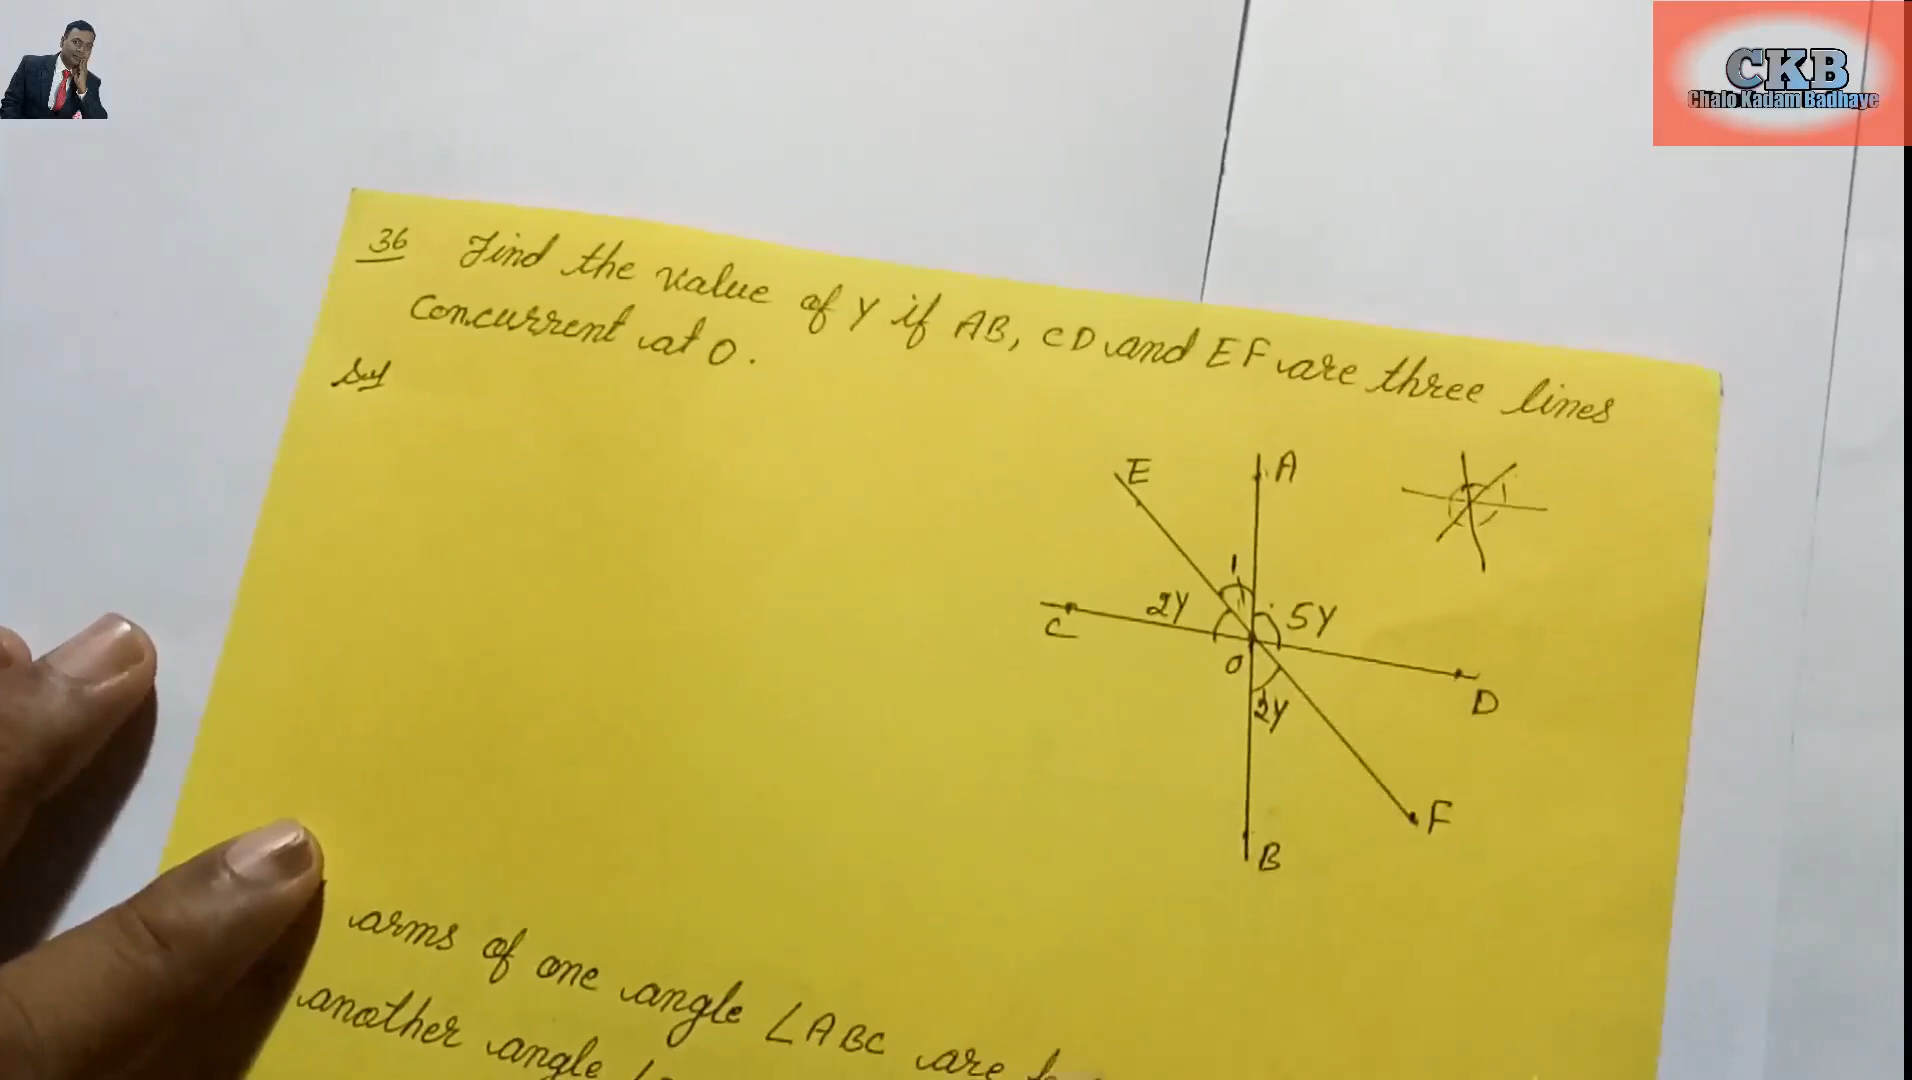 CKB
Chalo Kadam Badhaye
36 Find the value of Y if AB, CD and EF are three lines
concurrent at O.
Sol
E
A
1
2Y
5Y
C
O
D
2Y
F
B
arms of one angle ∠ABC are
another angle